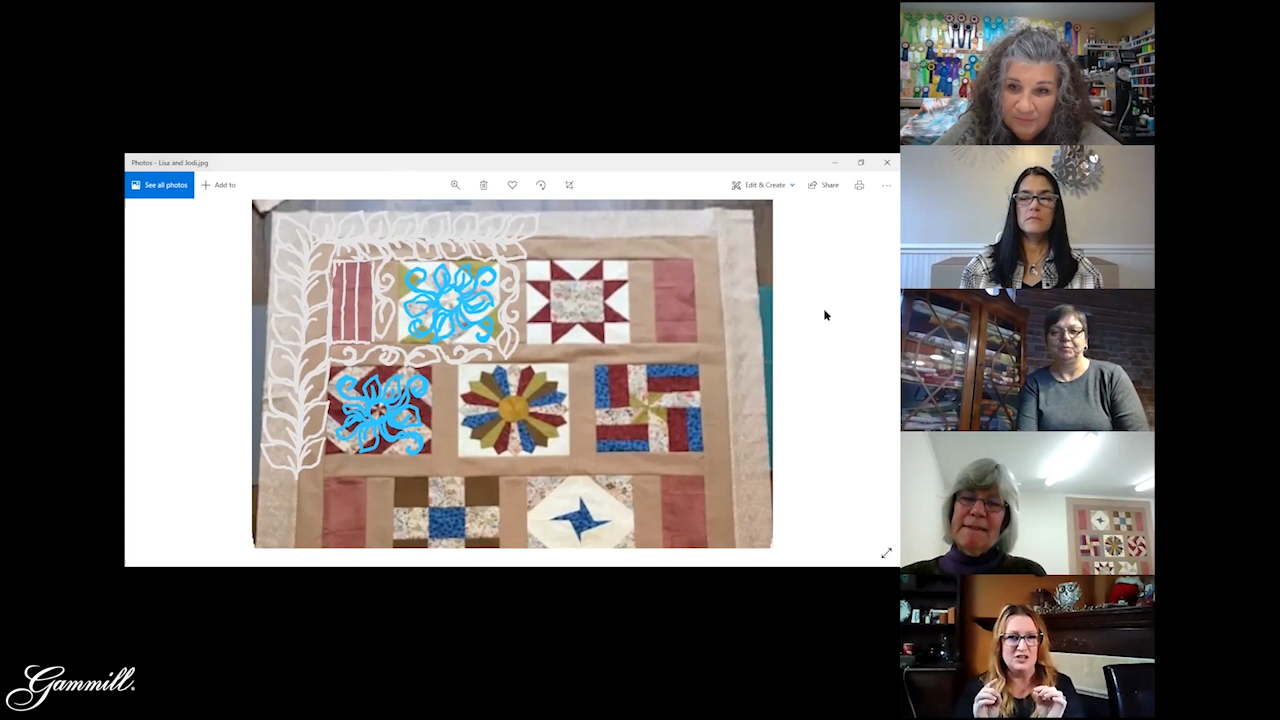 Photos - Lisa and Jodi.jpg
See all photos
Add to
Edit & Create
Share
Gammill.